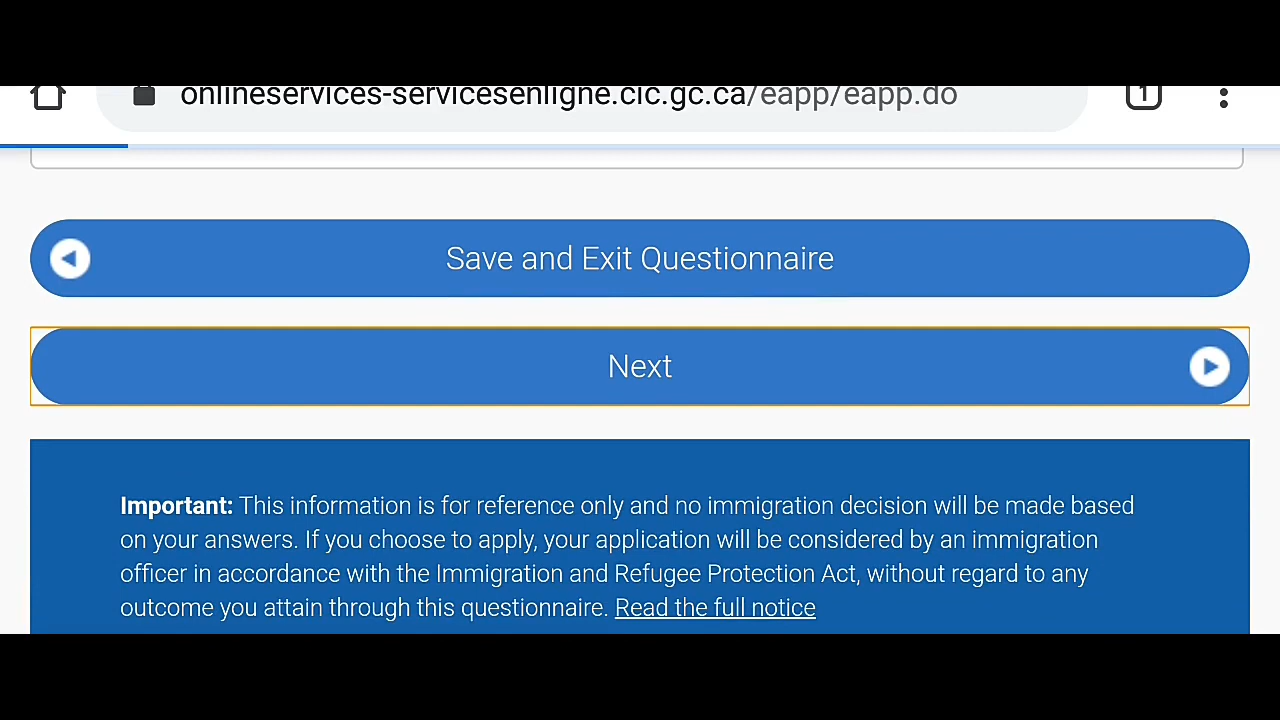 onlineservices-servicesenligne.cic.gc.ca/eapp/eapp.do
1
Save and Exit Questionnaire
Next
Important: This information is for reference only and no immigration decision will be made based
on your answers. If you choose to apply, your application will be considered by an immigration
officer in accordance with the Immigration and Refugee Protection Act, without regard to any
outcome you attain through this questionnaire. Read the full notice